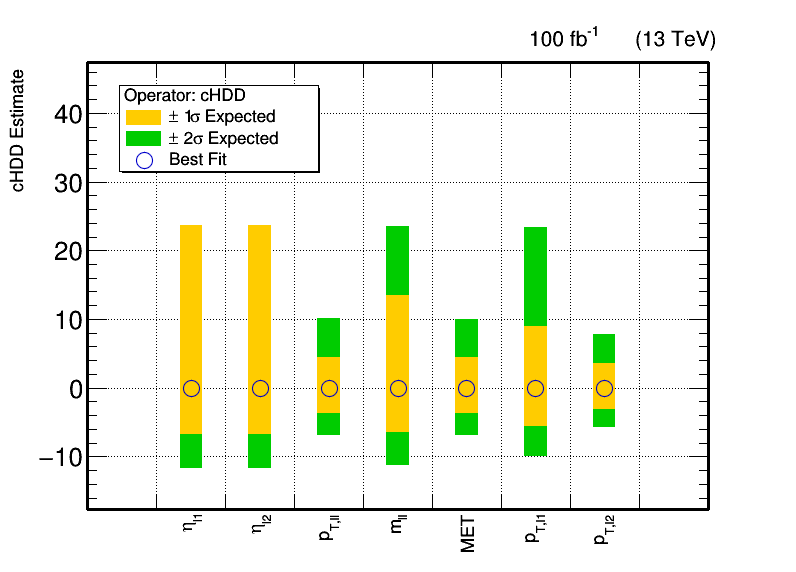 100 fb-1 (13 TeV)
cHDD Estimate
Operator: cHDD
± 1σ Expected
± 2σ Expected
Best Fit
40
30
20
10
0
−10
ηl1
ηl2
pT,ll
mll
MET
pT,l1
pT,l2